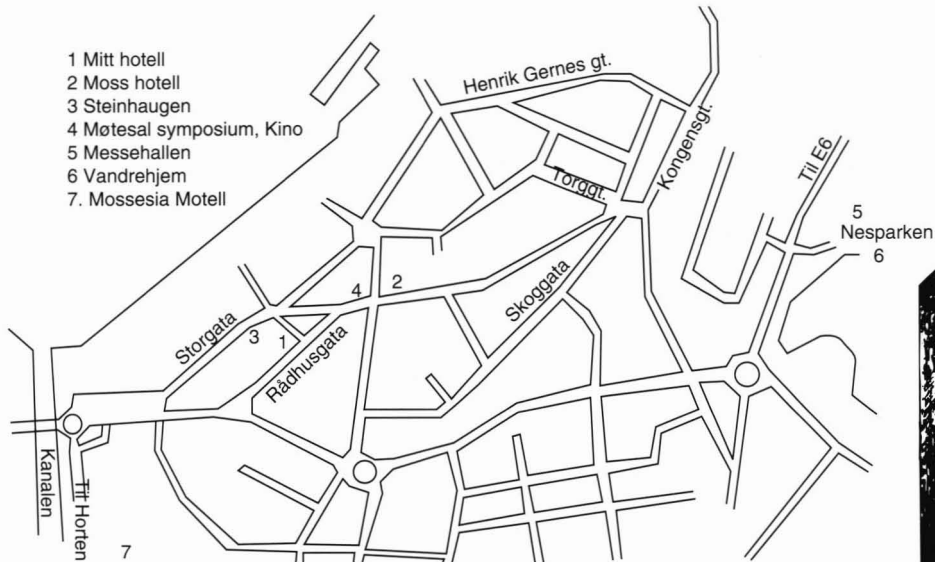 1 Mitt hotell
2 Moss hotell
3 Steinhaugen
4 Møtesal symposium, Kino
5 Messehallen
6 Vandrehjem
7. Mossesia Motell
Henrik Gernes gt.
Kongensgt.
Torggt.
Til E6
5
Nesparken
6
4
2
Skoggata
Storgata
3
1
Rådhusgata
Kanalen
Til Horten
7